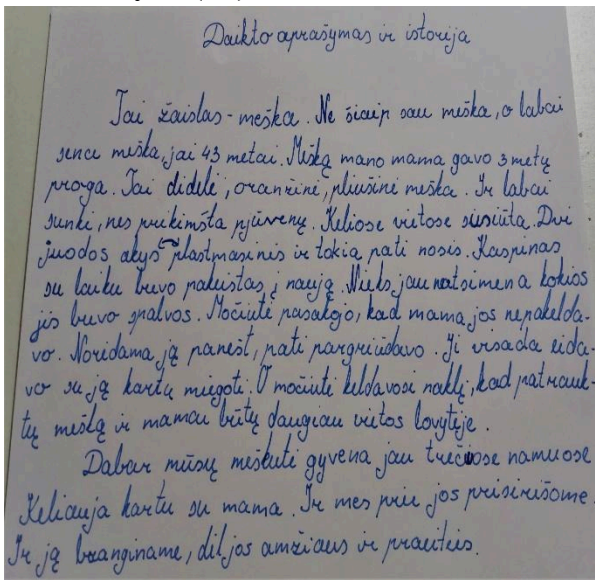 Daikto aprašymas ir istorija
Tai žaislas - meška. Ne šiaip sau meška, o labai
sena meška, jai 43 metai. Mešką mano mama gavo 3 metų
proga. Tai didelė, oranžinė, pliušinė meška. Ir labai
sunki, nes prikimšta pjuvenų. Keliose vietose susiūta. Dvi
juodos akys plastmasinis ir tokia pati nosis. Kaspinas
su laiku buvo pakeistas į naują. Nieks jau neatsimena kokios
jis buvo spalvos. Močiutė pasakojo, kad mama jos nepakelda-
vo. Norėdama ją panešt, pati pargriūdavo. Ji visada eida-
vo su ja kartu miegoti. O močiutė keldavosi naktį, kad patrauk-
tų mešką ir mamai būtų daugiau vietos lovytėje.
Dabar mūsų meškutė gyvena jau trečiuose namuose
Keliauja kartu su mama. Ir mes prie jos prisirišome.
Ir ją branginame, dėl jos amžiaus ir praeities.